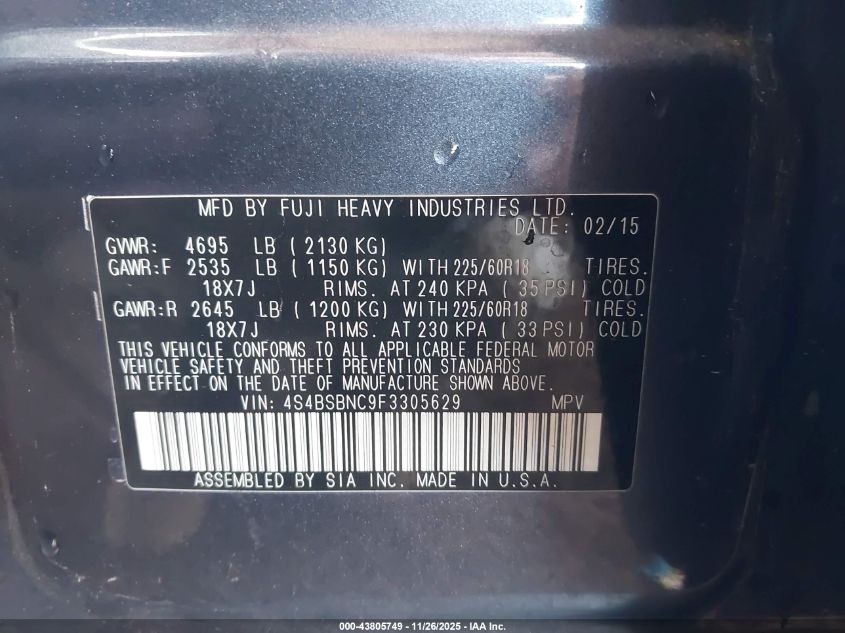 MFD BY FUJI HEAVY INDUSTRIES LTD.
DATE: 02/15
GVWR: 4695 LB ( 2130 KG)
GAWR:F 2535 LB ( 1150 KG) WITH 225/60R18 TIRES.
18X7J RIMS. AT 240 KPA ( 35 PSI) COLD
GAWR:R 2645 LB ( 1200 KG) WITH 225/60R18 TIRES.
18X7J RIMS. AT 230 KPA ( 33 PSI) COLD
THIS VEHICLE CONFORMS TO ALL APPLICABLE FEDERAL MOTOR
VEHICLE SAFETY AND THEFT PREVENTION STANDARDS
IN EFFECT ON THE DATE OF MANUFACTURE SHOWN ABOVE.
VIN: 4S4BSBNC9F3305629 MPV
ASSEMBLED BY SIA INC. MADE IN U.S.A.
000-43805749 - 11/26/2025 - IAA Inc.